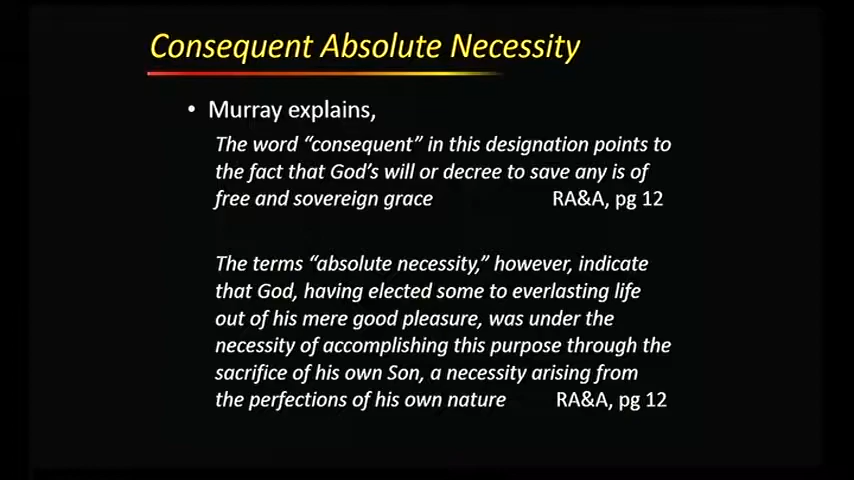 Consequent Absolute Necessity
• Murray explains,
The word “consequent” in this designation points to
the fact that God’s will or decree to save any is of
free and sovereign grace RA&A, pg 12
The terms “absolute necessity,” however, indicate
that God, having elected some to everlasting life
out of his mere good pleasure, was under the
necessity of accomplishing this purpose through the
sacrifice of his own Son, a necessity arising from
the perfections of his own nature RA&A, pg 12